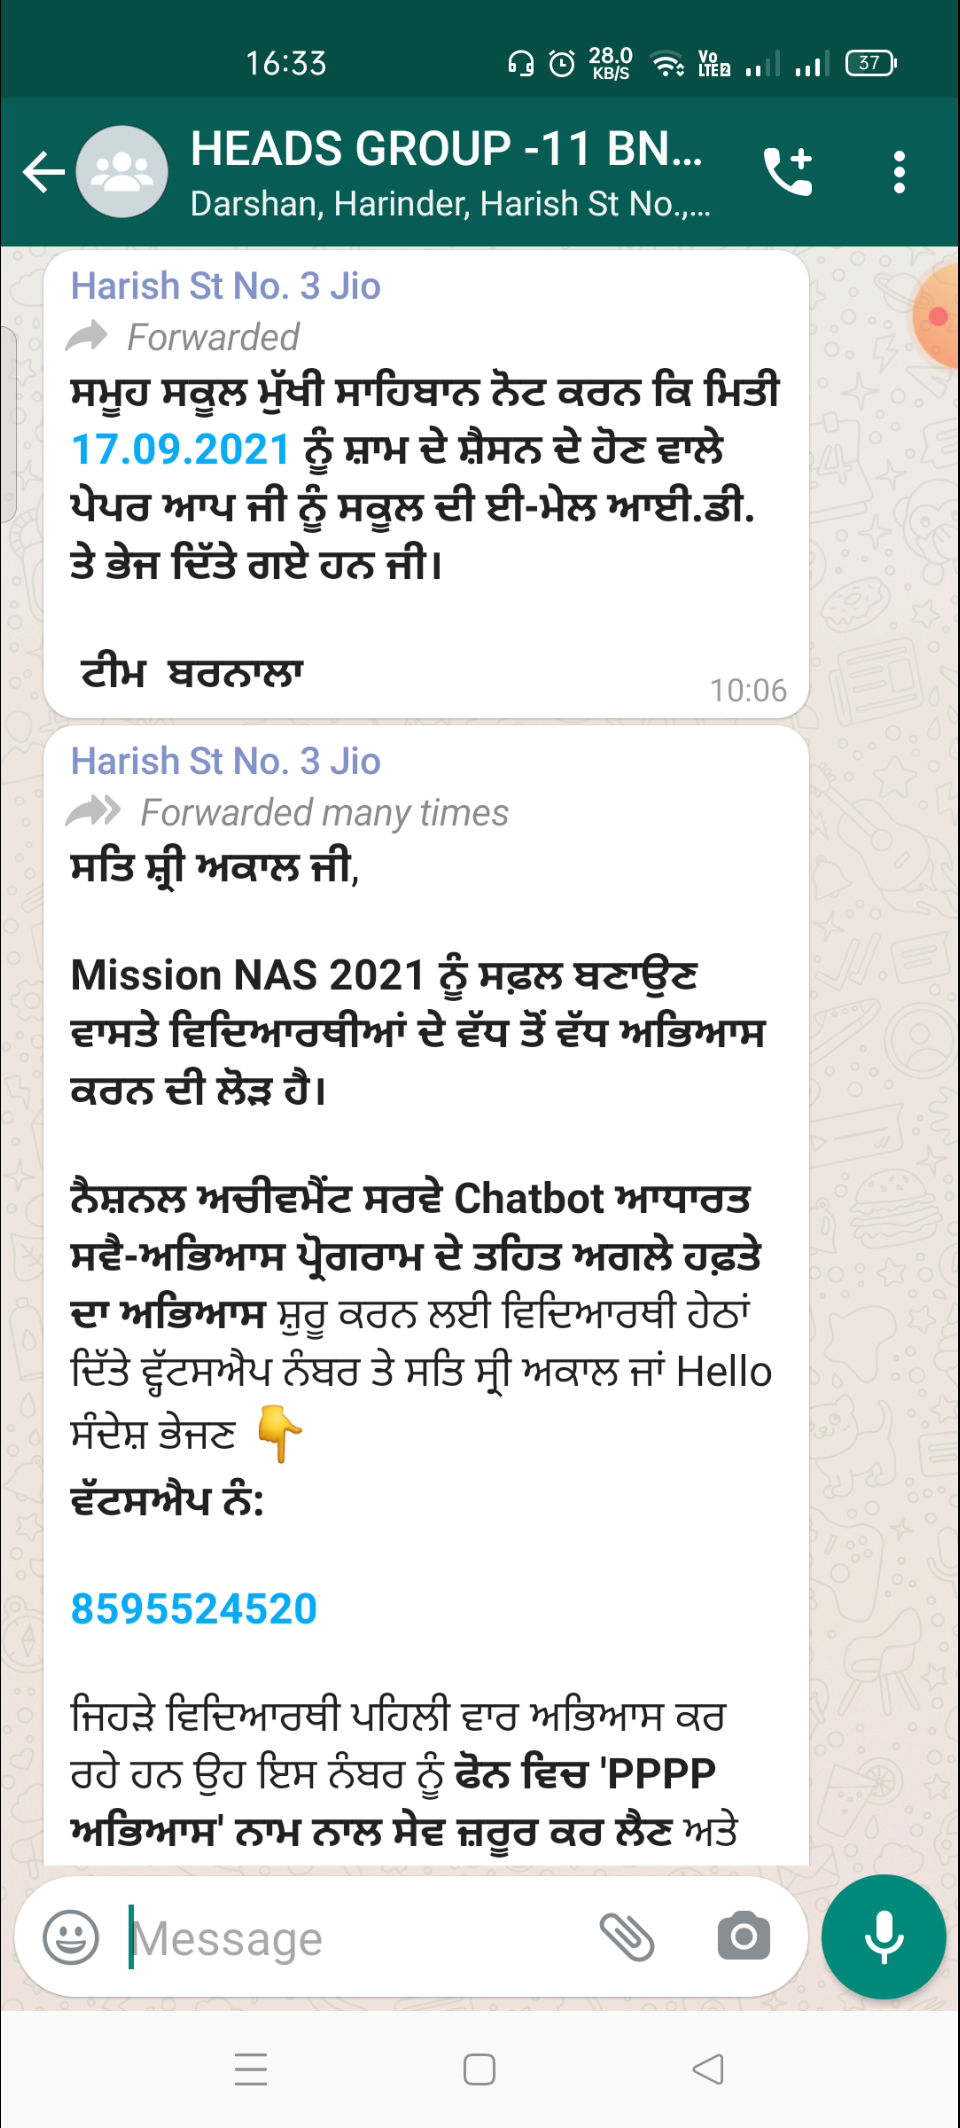 16:33
28.0 KB/S
Vo LTE 2
37
HEADS GROUP -11 BN...
Darshan, Harinder, Harish St No.,...
Harish St No. 3 Jio
Forwarded
ਸਮੂਹ ਸਕੂਲ ਮੁੱਖੀ ਸਾਹਿਬਾਨ ਨੋਟ ਕਰਨ ਕਿ ਮਿਤੀ
17.09.2021 ਨੂੰ ਸ਼ਾਮ ਦੇ ਸ਼ੈਸਨ ਦੇ ਹੋਣ ਵਾਲੇ
ਪੇਪਰ ਆਪ ਜੀ ਨੂੰ ਸਕੂਲ ਦੀ ਈ-ਮੇਲ ਆਈ.ਡੀ.
ਤੇ ਭੇਜ ਦਿੱਤੇ ਗਏ ਹਨ ਜੀ।
ਟੀਮ ਬਰਨਾਲਾ
10:06
Harish St No. 3 Jio
Forwarded many times
ਸਤਿ ਸ਼੍ਰੀ ਅਕਾਲ ਜੀ,
Mission NAS 2021 ਨੂੰ ਸਫ਼ਲ ਬਣਾਉਣ
ਵਾਸਤੇ ਵਿਦਿਆਰਥੀਆਂ ਦੇ ਵੱਧ ਤੋਂ ਵੱਧ ਅਭਿਆਸ
ਕਰਨ ਦੀ ਲੋੜ ਹੈ।
ਨੈਸ਼ਨਲ ਅਚੀਵਮੈਂਟ ਸਰਵੇ Chatbot ਆਧਾਰਤ
ਸਵੈ-ਅਭਿਆਸ ਪ੍ਰੋਗਰਾਮ ਦੇ ਤਹਿਤ ਅਗਲੇ ਹਫ਼ਤੇ
ਦਾ ਅਭਿਆਸ ਸ਼ੁਰੂ ਕਰਨ ਲਈ ਵਿਦਿਆਰਥੀ ਹੇਠਾਂ
ਦਿੱਤੇ ਵ੍ਹੱਟਸਐਪ ਨੰਬਰ ਤੇ ਸਤਿ ਸ੍ਰੀ ਅਕਾਲ ਜਾਂ Hello
ਸੰਦੇਸ਼ ਭੇਜਣ 👇
ਵੱਟਸਐਪ ਨੰ:
8595524520
ਜਿਹੜੇ ਵਿਦਿਆਰਥੀ ਪਹਿਲੀ ਵਾਰ ਅਭਿਆਸ ਕਰ
ਰਹੇ ਹਨ ਉਹ ਇਸ ਨੰਬਰ ਨੂੰ ਫੋਨ ਵਿਚ 'PPPP
ਅਭਿਆਸ' ਨਾਮ ਨਾਲ ਸੇਵ ਜ਼ਰੂਰ ਕਰ ਲੈਣ ਅਤੇ
Message